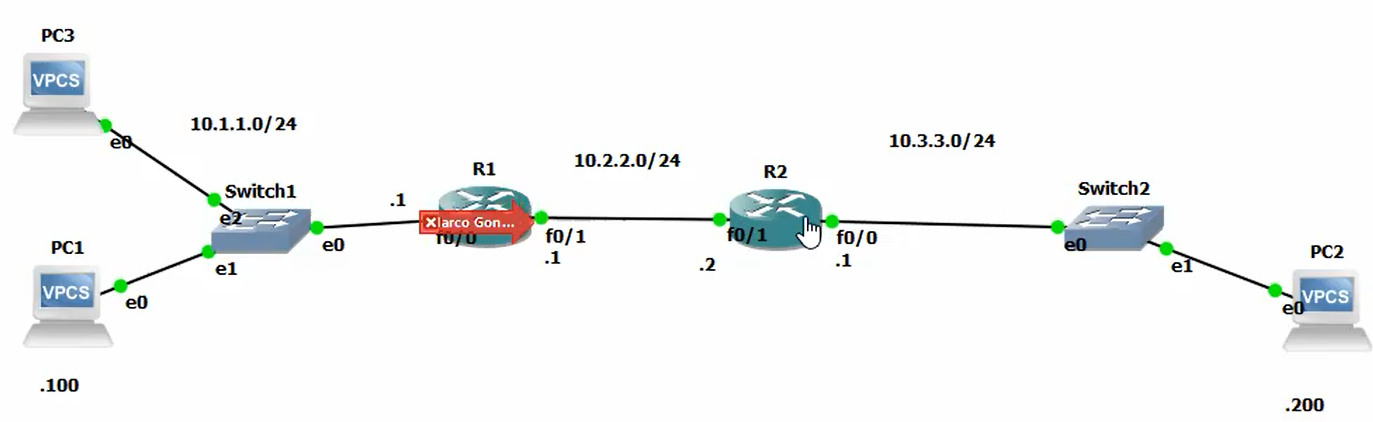 PC3
VPCS
e0
10.1.1.0/24
Switch1
e2
e1
e0
.1
R1
arco Gon...
f0/0
f0/1
.1
10.2.2.0/24
R2
f0/1
.2
f0/0
.1
10.3.3.0/24
Switch2
e0
e1
PC1
VPCS
e0
.100
PC2
VPCS
e0
.200